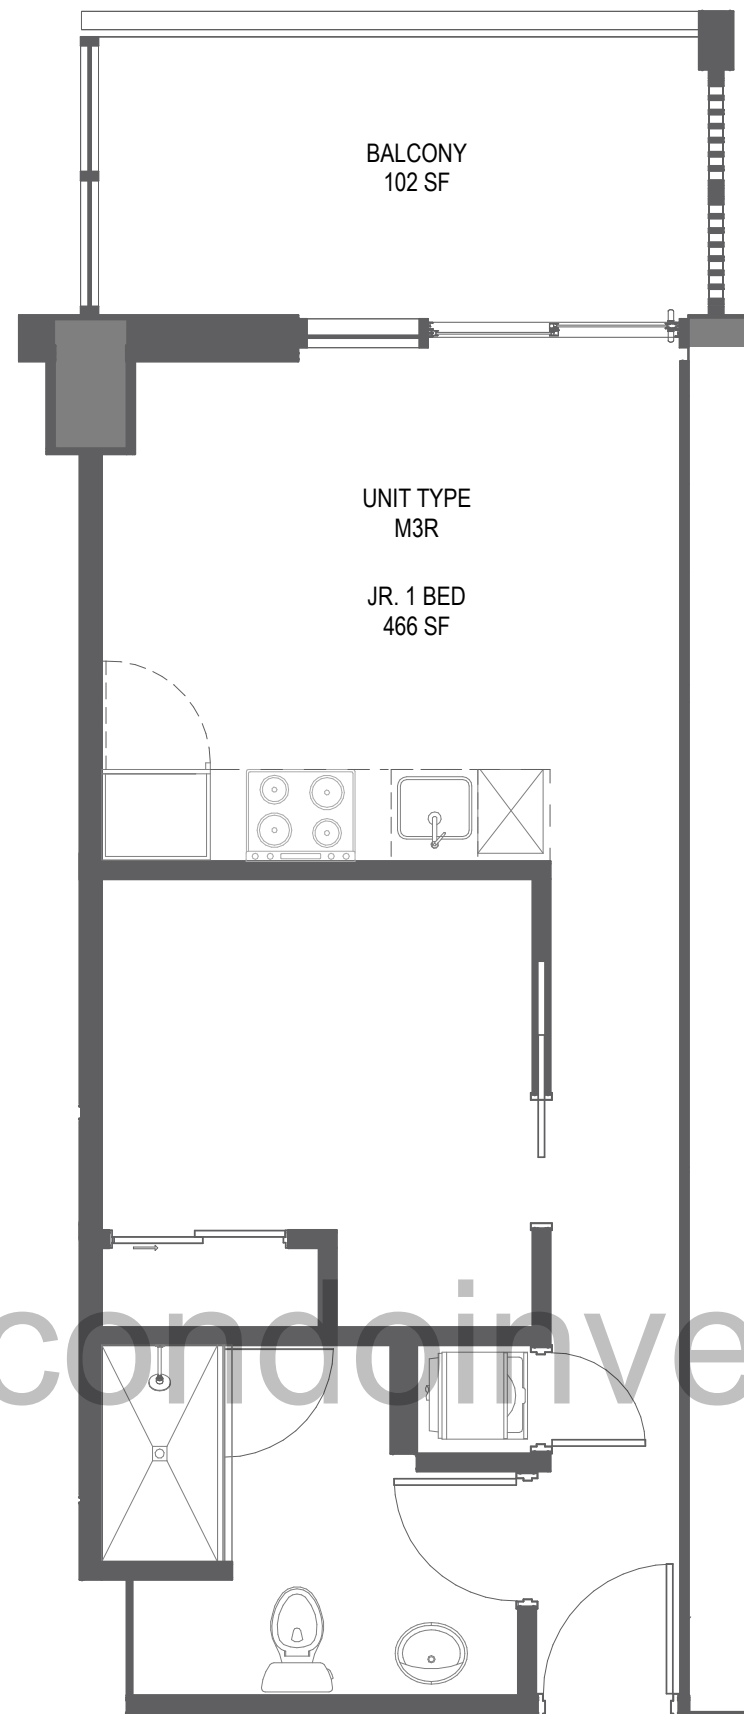 BALCONY
102 SF
UNIT TYPE
M3R
JR. 1 BED
466 SF
condoinve